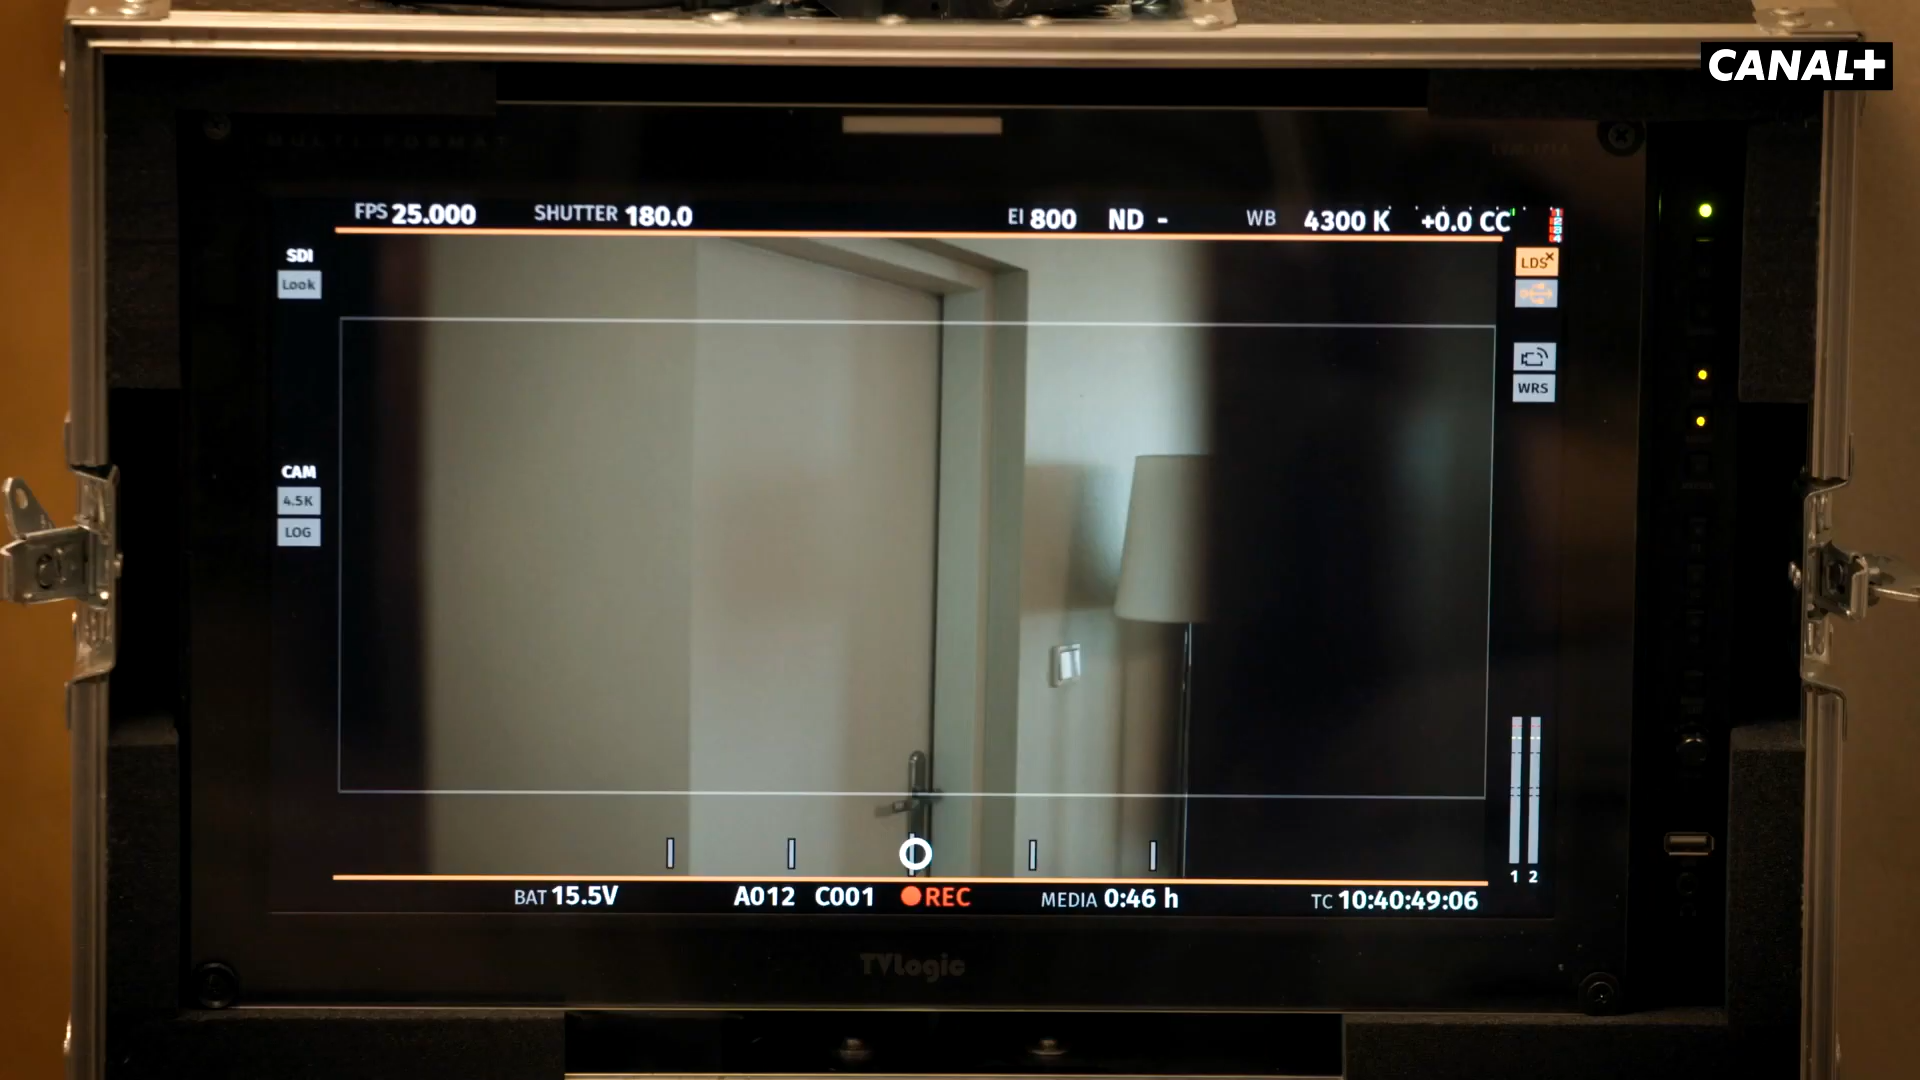 CANAL+
MULTI FORMAT
FPS 25.000 SHUTTER 180.0 EI 800 ND - WB 4300 K +0.0 CC
SDI
Look
LDS
WRS
CAM
4.5K
LOG
1 2
BAT 15.5V A012 C001 REC MEDIA 0:46 h TC 10:40:49:06
TVLogic